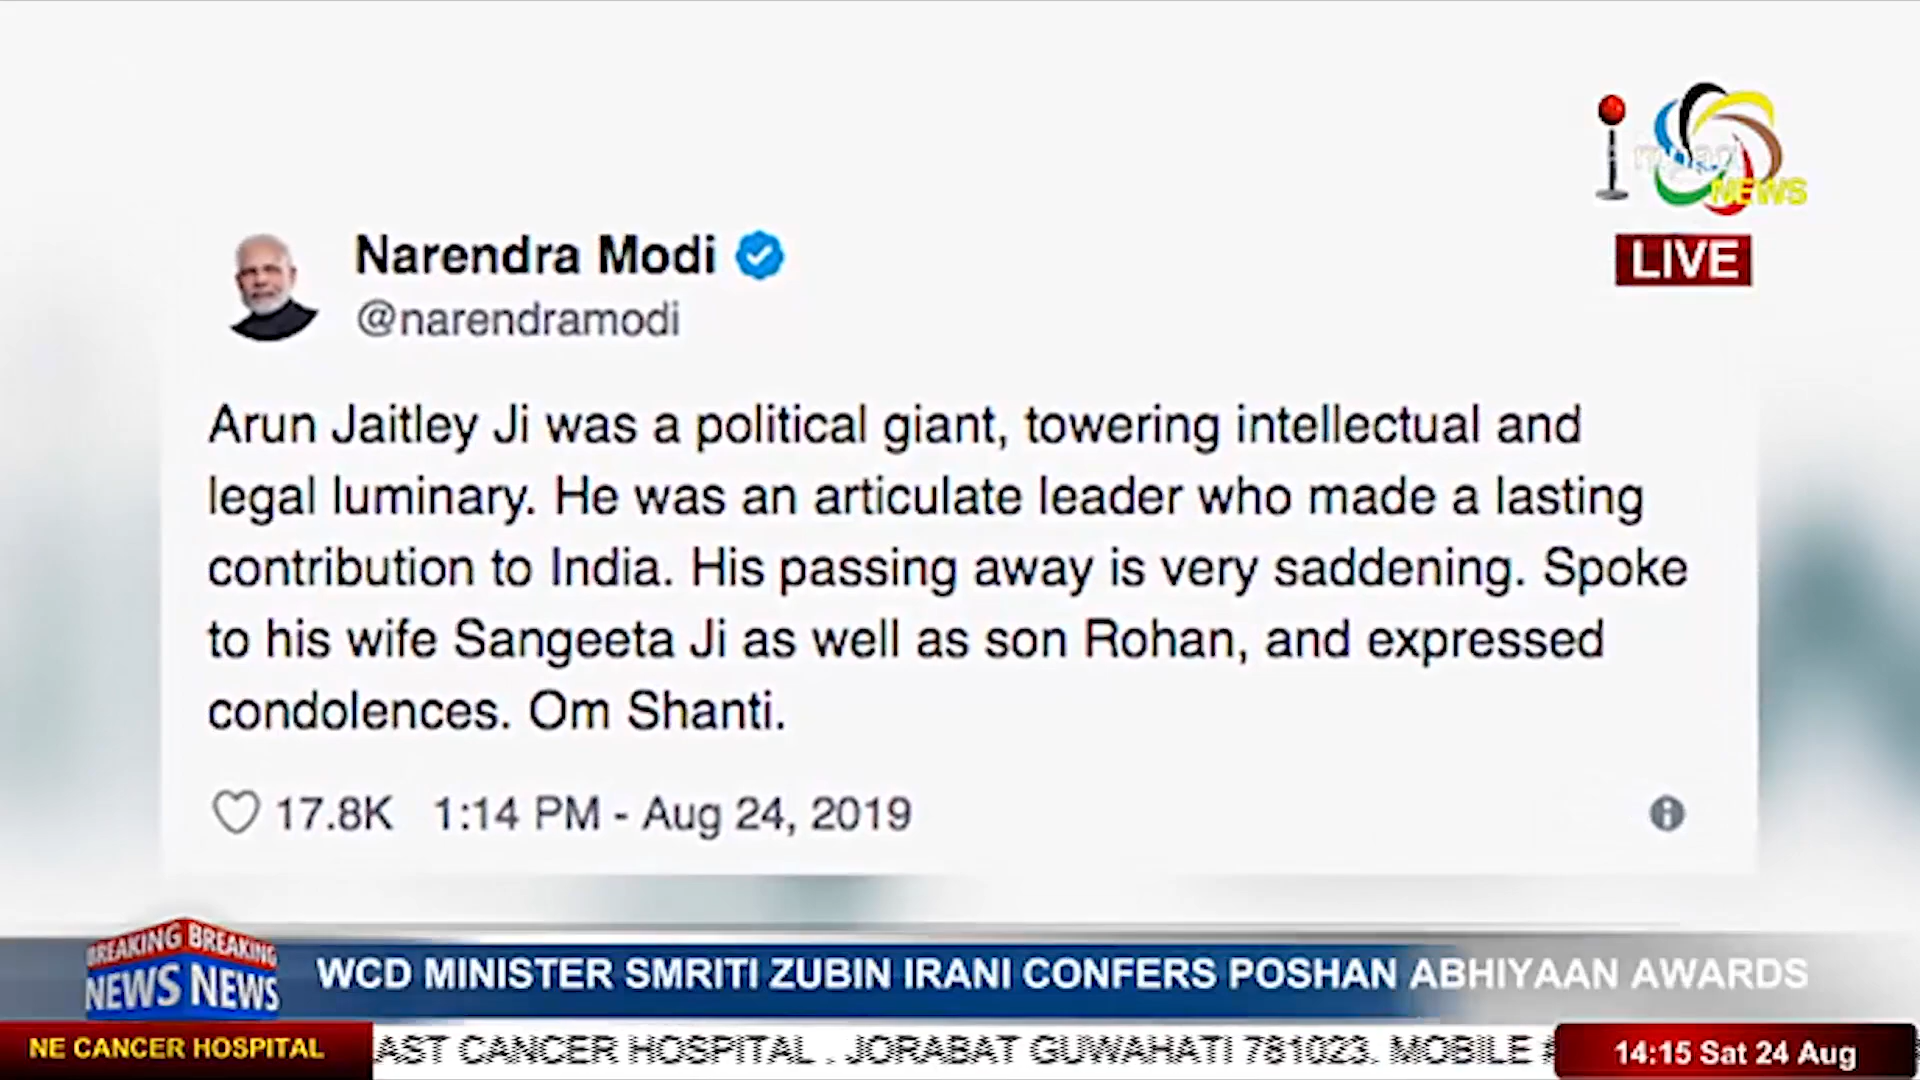 Impact
NEWS
LIVE
Narendra Modi
@narendramodi
Arun Jaitley Ji was a political giant, towering intellectual and
legal luminary. He was an articulate leader who made a lasting
contribution to India. His passing away is very saddening. Spoke
to his wife Sangeeta Ji as well as son Rohan, and expressed
condolences. Om Shanti.
17.8K 1:14 PM - Aug 24, 2019
BREAKING BREAKING
NEWS NEWS
WCD MINISTER SMRITI ZUBIN IRANI CONFERS POSHAN ABHIYAAN AWARDS
NE CANCER HOSPITAL
AST CANCER HOSPITAL . JORABAT GUWAHATI 781023. MOBILE
14:15 Sat 24 Aug